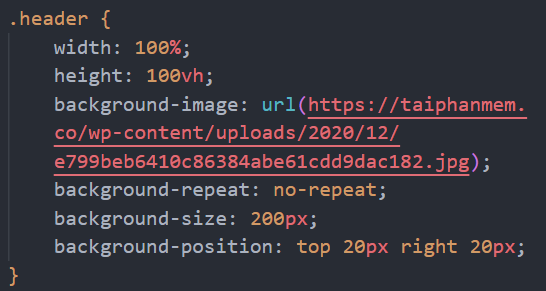 .header {
    width: 100%;
    height: 100vh;
    background-image: url(https://taiphanmem.
    co/wp-content/uploads/2020/12/
    e799beb6410c86384abe61cdd9dac182.jpg);
    background-repeat: no-repeat;
    background-size: 200px;
    background-position: top 20px right 20px;
}